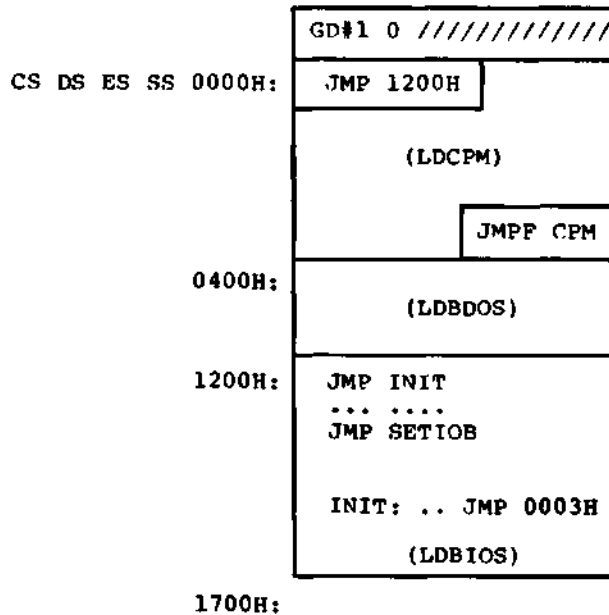 GD#1 0 /////////////
CS DS ES SS 0000H: JMP 1200H
(LDCPM)
JMPF CPM
0400H:
(LDBDOS)
1200H: JMP INIT
... ....
JMP SETIOB
INIT: .. JMP 0003H
(LDBIOS)
1700H: